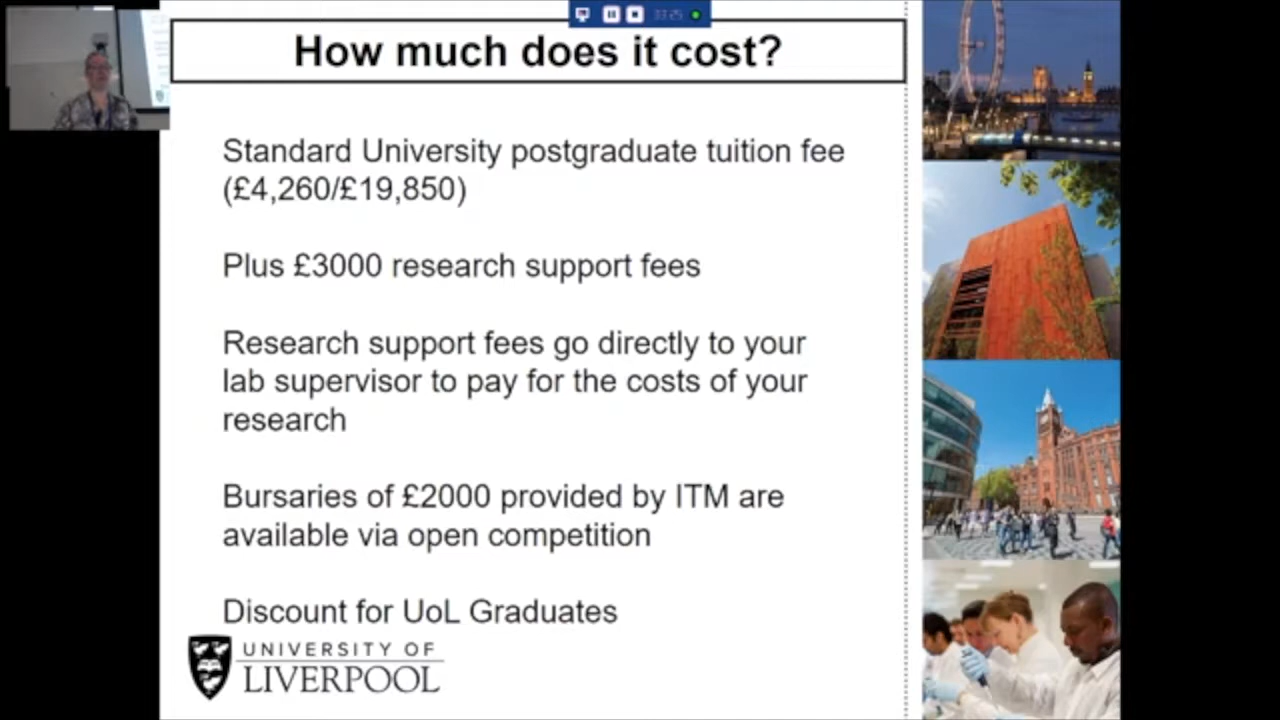 How much does it cost?
Standard University postgraduate tuition fee
(£4,260/£19,850)
Plus £3000 research support fees
Research support fees go directly to your
lab supervisor to pay for the costs of your
research
Bursaries of £2000 provided by ITM are
available via open competition
Discount for UoL Graduates
UNIVERSITY OF
LIVERPOOL